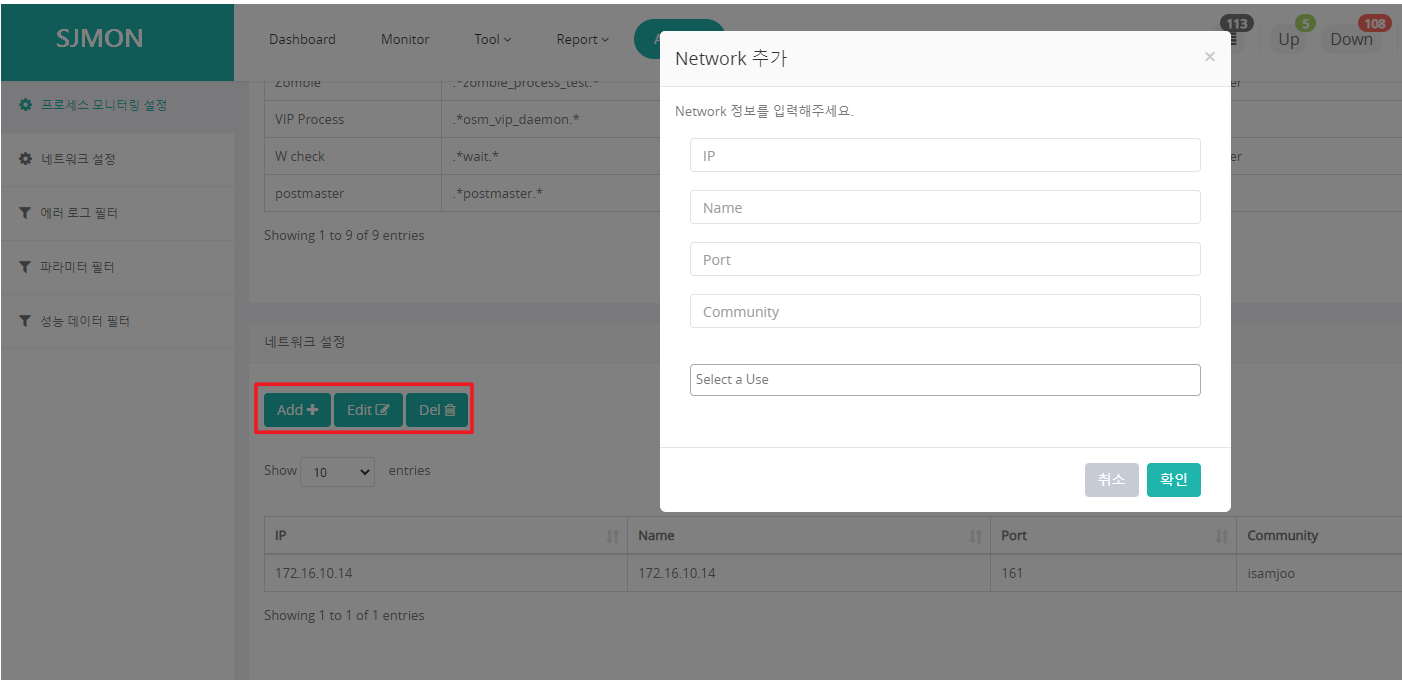 SJMON
Dashboard
Monitor
Tool
Report
A
113
Up
5
Down
108
프로세스 모니터링 설정
네트워크 설정
에러 로그 필터
파라미터 필터
성능 데이터 필터
Zombie .*zombie_process_test.* er
VIP Process .*osm_vip_daemon.*
W check .*wait.* er
postmaster .*postmaster.*
Showing 1 to 9 of 9 entries
네트워크 설정
Add Edit Del
Show 10 entries
IP Name Port Community
172.16.10.14 172.16.10.14 161 isamjoo
Showing 1 to 1 of 1 entries
Network 추가
×
Network 정보를 입력해주세요.
IP
Name
Port
Community
Select a Use
취소 확인